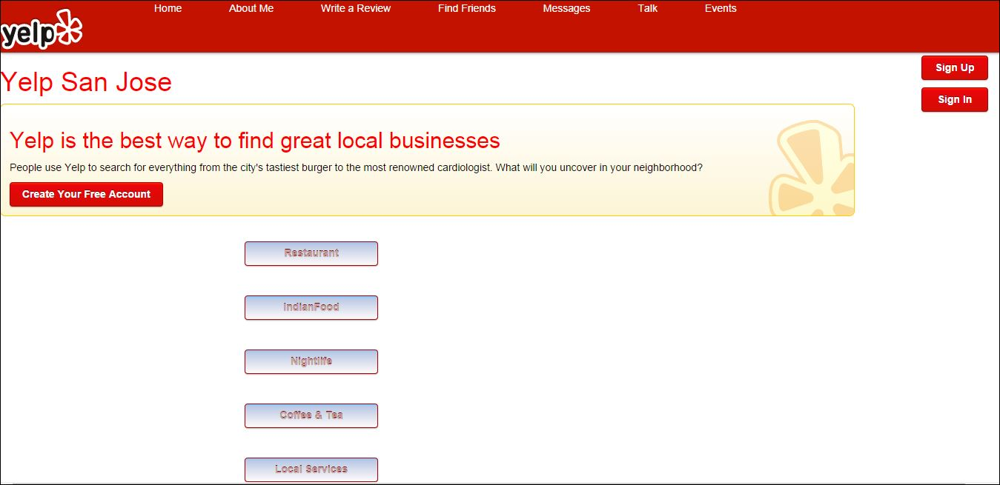 Home About Me Write a Review Find Friends Messages Talk Events
yelp
Sign Up
Yelp San Jose
Sign In
Yelp is the best way to find great local businesses
People use Yelp to search for everything from the city's tastiest burger to the most renowned cardiologist. What will you uncover in your neighborhood?
Create Your Free Account
Restaurant
IndianFood
Nightlife
Coffee & Tea
Local Services